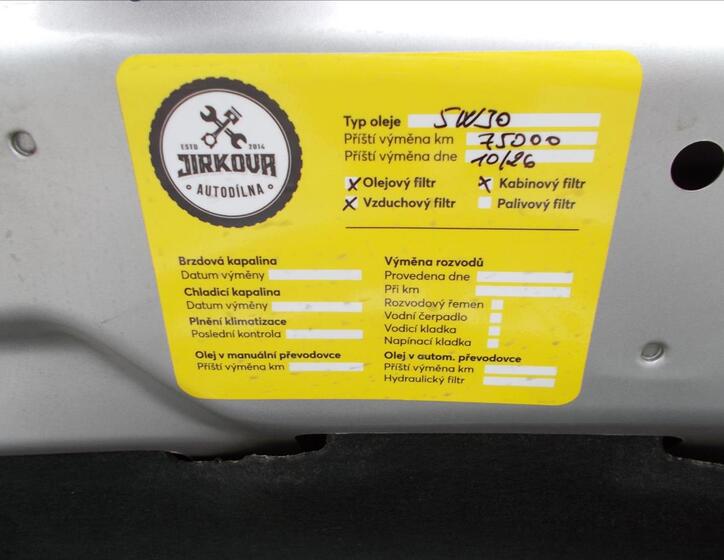 ESTD 2014
JIRKOVA
AUTODÍLNA
Typ oleje 5W30
Příští výměna km 75000
Příští výměna dne 10/26
Olejový filtr Kabinový filtr
Vzduchový filtr Palivový filtr
Brzdová kapalina
Datum výměny
Chladicí kapalina
Datum výměny
Plnění klimatizace
Poslední kontrola
Olej v manuální převodovce
Příští výměna km
Výměna rozvodů
Provedena dne
Při km
Rozvodový řemen
Vodní čerpadlo
Vodicí kladka
Napínací kladka
Olej v autom. převodovce
Příští výměna km
Hydraulický filtr